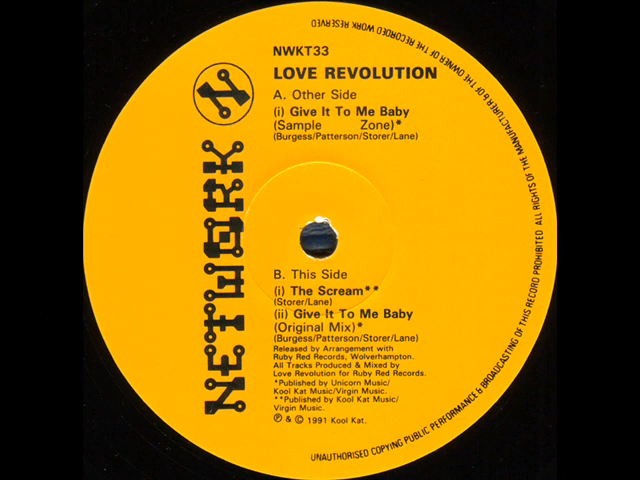 NWKT33
LOVE REVOLUTION
A. Other Side
(i) Give It To Me Baby
(Sample Zone)*
(Burgess/Patterson/Storer/Lane)
NETWORK
B. This Side
(i) The Scream**
(Storer/Lane)
(ii) Give It To Me Baby
(Original Mix)*
(Burgess/Patterson/Storer/Lane)
Released by Arrangement with
Ruby Red Records, Wolverhampton.
All Tracks Produced & Mixed by
Love Revolution for Ruby Red Records.
*Published by Unicorn Music/
Kool Kat Music/Virgin Music.
**Published by Kool Kat Music/
Virgin Music.
℗ & © 1991 Kool Kat.
UNAUTHORISED COPYING PUBLIC PERFORMANCE & BROADCASTING OF THIS RECORD PROHIBITED ALL RIGHTS OF THE MANUFACTURER & OF THE OWNER OF THE RECORDED WORK RESERVED